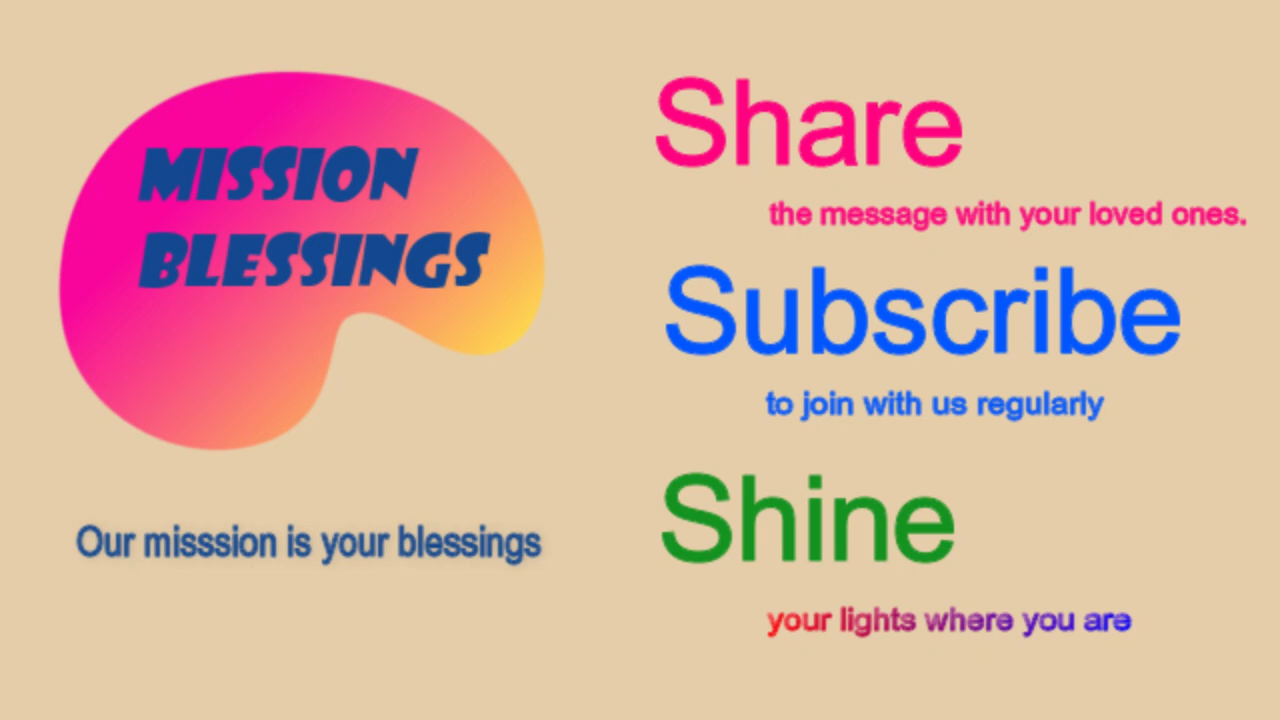 MISSION
BLESSINGS
Our misssion is your blessings
Share
the message with your loved ones.
Subscribe
to join with us regularly
Shine
your lights where you are